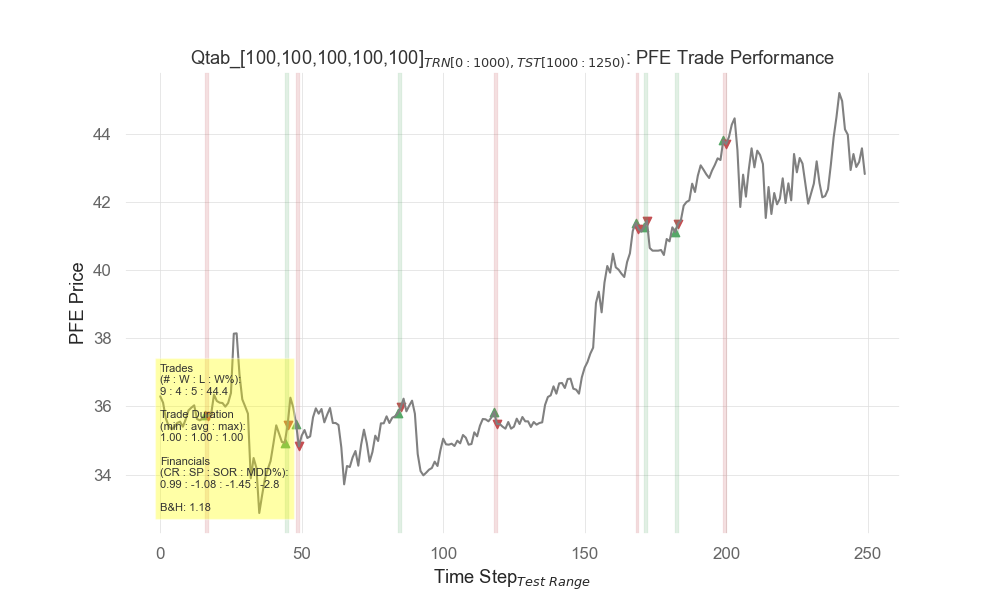 Qtab_[100,100,100,100,100]TRN[0 : 1000), TST[1000 : 1250): PFE Trade Performance
PFE Price
44
42
40
38
36
34
Trades
(# : W : L : W%):
9 : 4 : 5 : 44.4
Trade Duration
(min : avg : max):
1.00 : 1.00 : 1.00
Financials
(CR : SP : SOR : MDD%):
0.99 : -1.08 : -1.45 : -2.8
B&H: 1.18
0 50 100 150 200 250
Time StepTest Range